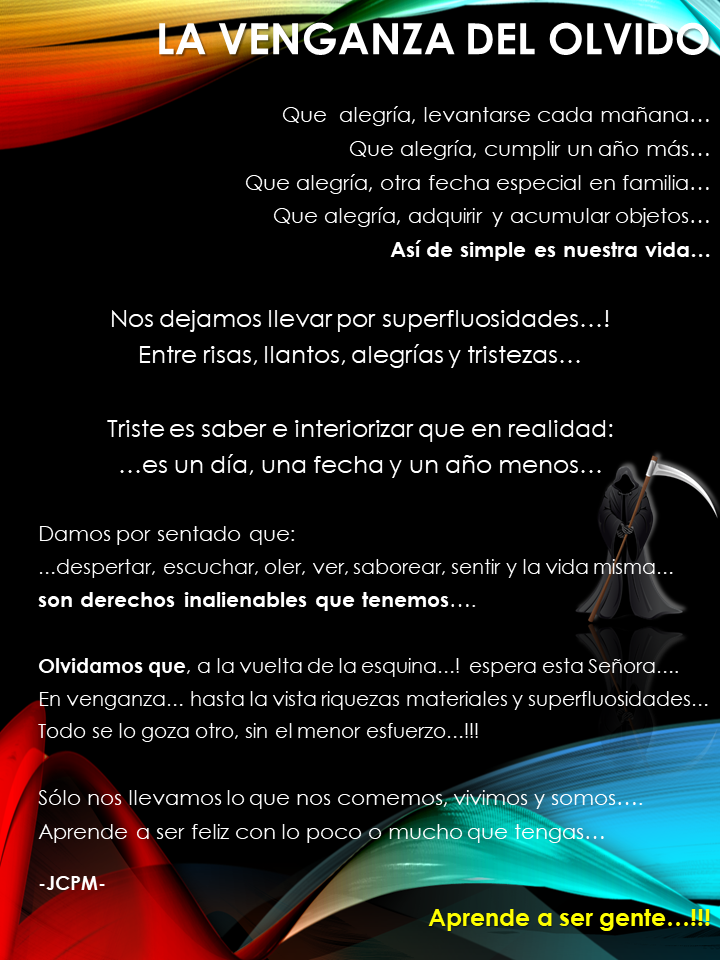 LA VENGANZA DEL OLVIDO
Que  alegría, levantarse cada mañana…
Que alegría, cumplir un año más…
Que alegría, otra fecha especial en familia…
Que alegría, adquirir  y acumular objetos…
Así de simple es nuestra vida…
Nos dejamos llevar por superfluosidades…!
Entre risas, llantos, alegrías y tristezas…
Triste es saber e interiorizar que en realidad:
…es un día, una fecha y un año menos…
Damos por sentado que:
...despertar, escuchar, oler, ver, saborear, sentir y la vida misma…
son derechos inalienables que tenemos….
Olvidamos que, a la vuelta de la esquina…! espera esta Señora….
En venganza… hasta la vista riquezas materiales y superfluosidades…
Todo se lo goza otro, sin el menor esfuerzo…!!!
Sólo nos llevamos lo que nos comemos, vivimos y somos….
Aprende a ser feliz con lo poco o mucho que tengas…
-JCPM-
Aprende a ser gente…!!!